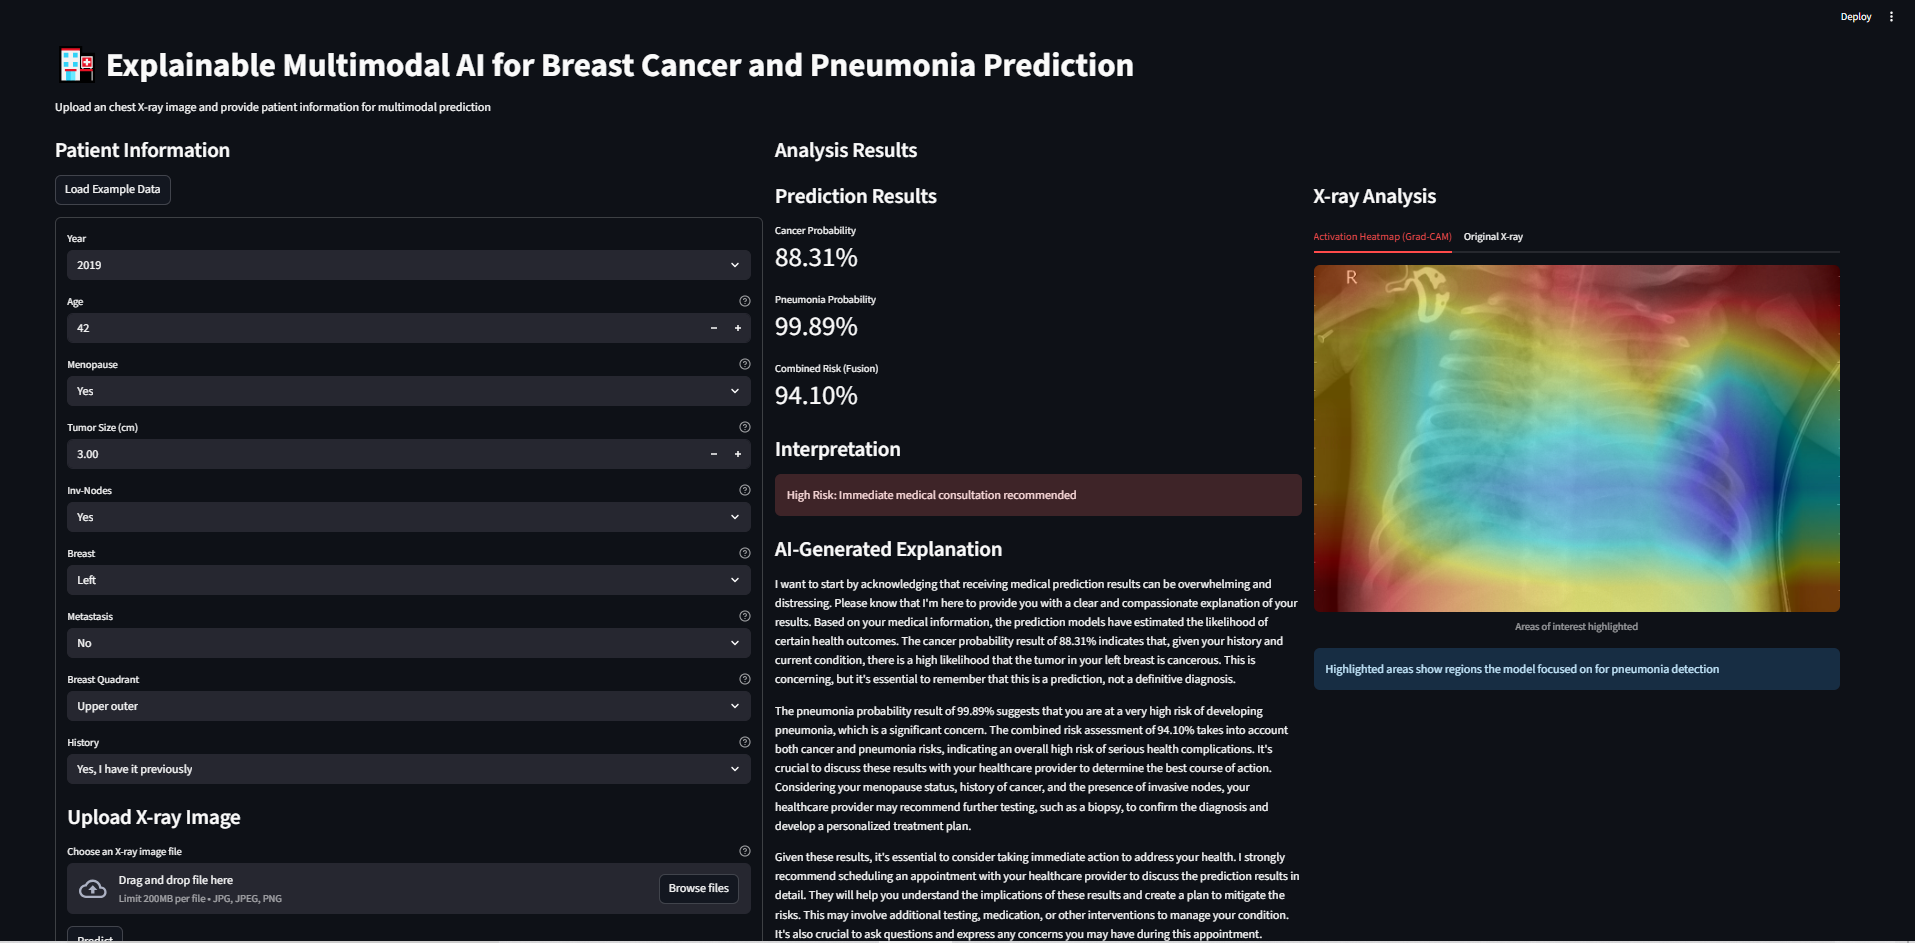 Deploy
Explainable Multimodal AI for Breast Cancer and Pneumonia Prediction
Upload an chest X-ray image and provide patient information for multimodal prediction
Patient Information
Load Example Data
Year
2019
Age
42
Menopause
Yes
Tumor Size (cm)
3.00
Inv-Nodes
Yes
Breast
Left
Metastasis
No
Breast Quadrant
Upper outer
History
Yes, I have it previously
Upload X-ray Image
Choose an X-ray image file
Drag and drop file here
Limit 200MB per file • JPG, JPEG, PNG
Browse files
Predict
Analysis Results
Prediction Results
Cancer Probability
88.31%
Pneumonia Probability
99.89%
Combined Risk (Fusion)
94.10%
Interpretation
High Risk: Immediate medical consultation recommended
AI-Generated Explanation
I want to start by acknowledging that receiving medical prediction results can be overwhelming and
distressing. Please know that I'm here to provide you with a clear and compassionate explanation of your
results. Based on your medical information, the prediction models have estimated the likelihood of
certain health outcomes. The cancer probability result of 88.31% indicates that, given your history and
current condition, there is a high likelihood that the tumor in your left breast is cancerous. This is
concerning, but it's essential to remember that this is a prediction, not a definitive diagnosis.
The pneumonia probability result of 99.89% suggests that you are at a very high risk of developing
pneumonia, which is a significant concern. The combined risk assessment of 94.10% takes into account
both cancer and pneumonia risks, indicating an overall high risk of serious health complications. It's
crucial to discuss these results with your healthcare provider to determine the best course of action.
Considering your menopause status, history of cancer, and the presence of invasive nodes, your
healthcare provider may recommend further testing, such as a biopsy, to confirm the diagnosis and
develop a personalized treatment plan.
Given these results, it's essential to consider taking immediate action to address your health. I strongly
recommend scheduling an appointment with your healthcare provider to discuss the prediction results in
detail. They will help you understand the implications of these results and create a plan to mitigate the
risks. This may involve additional testing, medication, or other interventions to manage your condition.
It's also crucial to ask questions and express any concerns you may have during this appointment.
X-ray Analysis
Activation Heatmap (Grad-CAM)
Original X-ray
R
Areas of interest highlighted
Highlighted areas show regions the model focused on for pneumonia detection